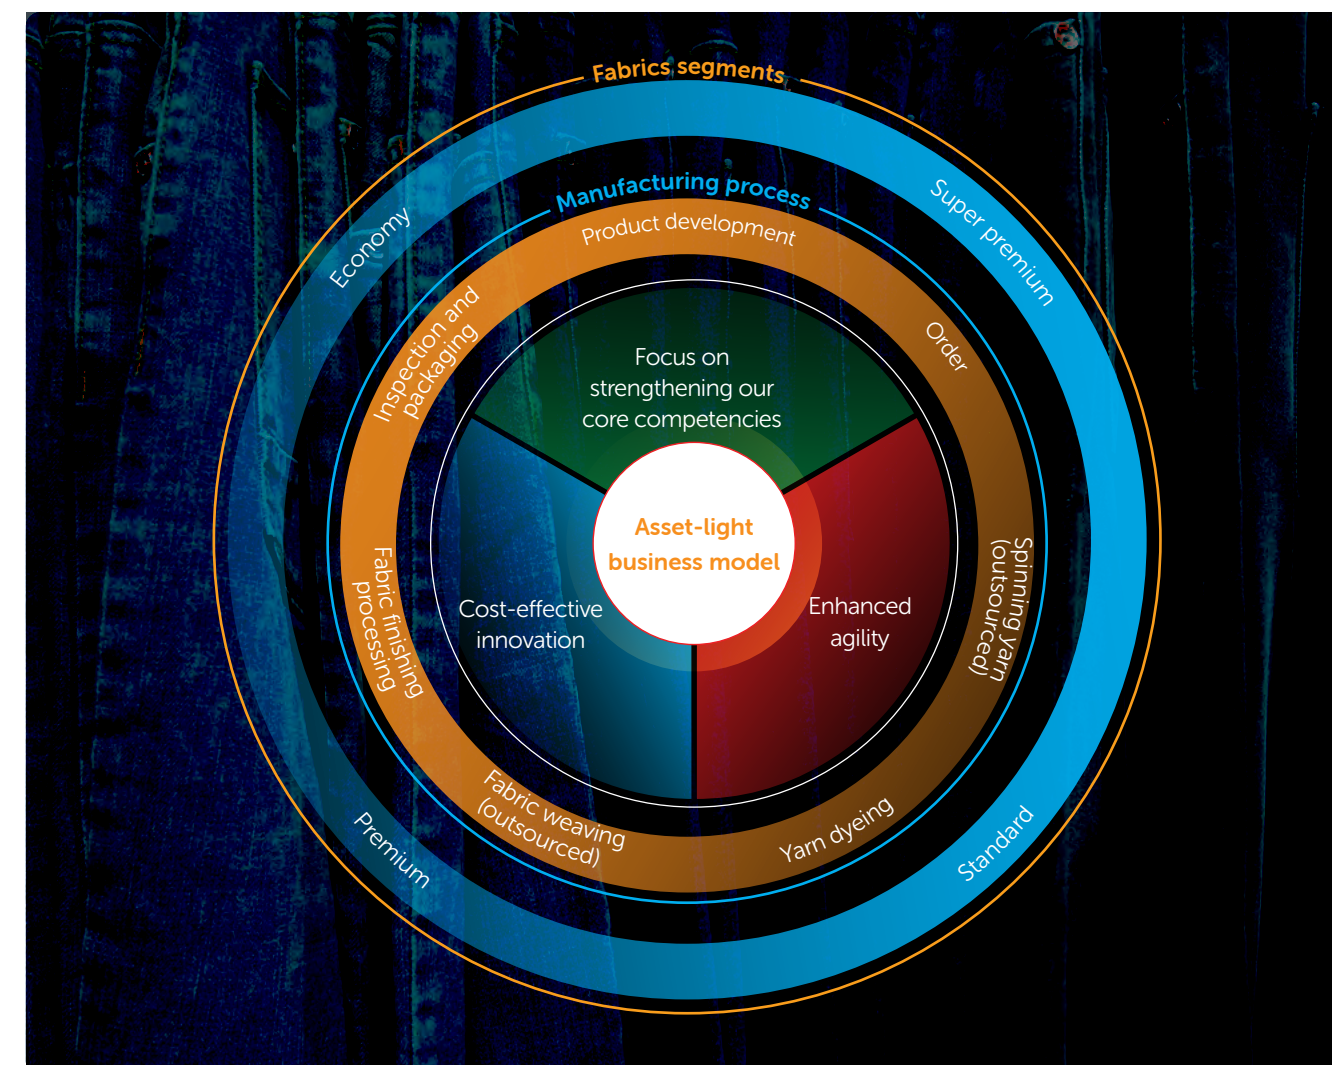 Fabrics segments
Super premium
Standard
Premium
Economy
Manufacturing process
Product development
Order
Spinning yarn
(outsourced)
Yarn dyeing
Fabric weaving
(outsourced)
Fabric finishing
processing
Inspection and
packaging
Focus on
strengthening our
core competencies
Enhanced
agility
Cost-effective
innovation
Asset-light
business model